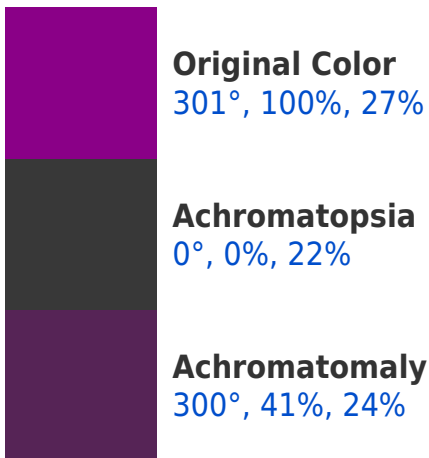 Original Color
301°, 100%, 27%
Achromatopsia
0°, 0%, 22%
Achromatomaly
300°, 41%, 24%